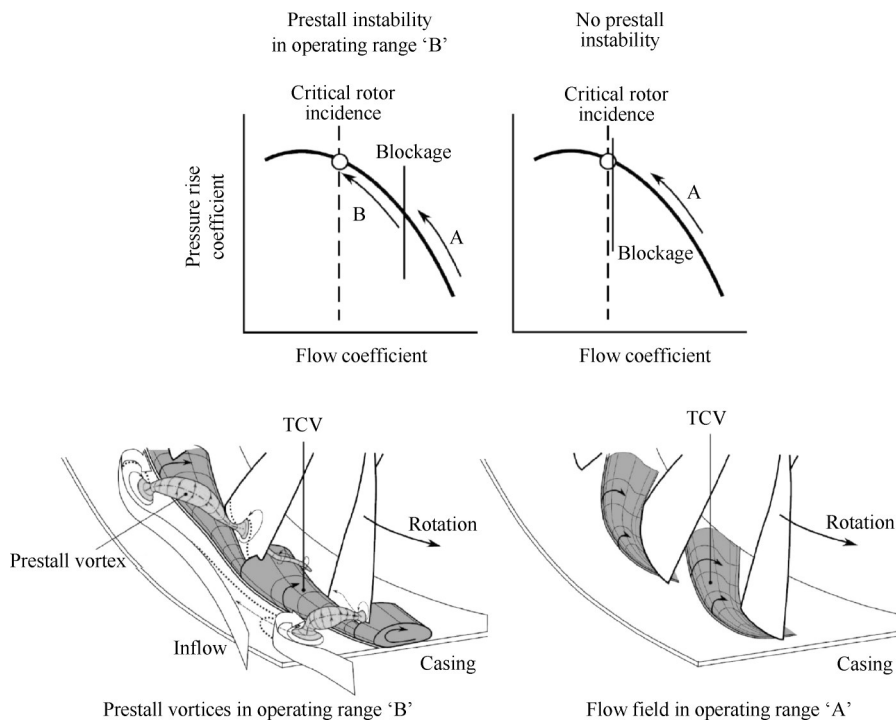 Prestall instability
in operating range ‘B’
No prestall
instability
Critical rotor
incidence
Blockage
B
A
Pressure rise
coefficient
Flow coefficient
Critical rotor
incidence
A
Blockage
Flow coefficient
TCV
Rotation
Prestall vortex
Inflow
Casing
Prestall vortices in operating range ‘B’
TCV
Rotation
Casing
Flow field in operating range ‘A’